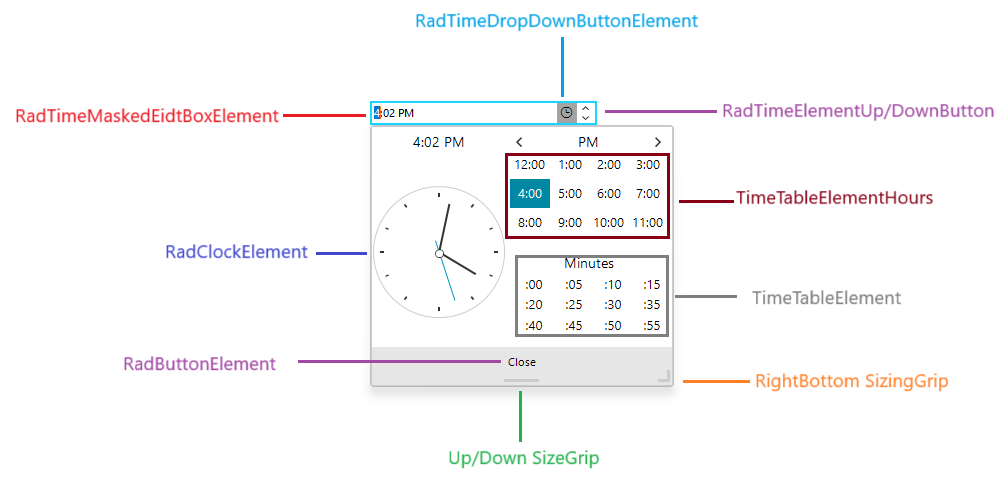 RadTimeDropDownButtonElement
RadTimeMaskedEidtBoxElement
4:02 PM
RadTimeElementUp/DownButton
4:02 PM
PM
12:00 1:00 2:00 3:00
4:00 5:00 6:00 7:00
8:00 9:00 10:00 11:00
TimeTableElementHours
RadClockElement
Minutes
:00 :05 :10 :15
:20 :25 :30 :35
:40 :45 :50 :55
TimeTableElement
RadButtonElement
Close
RightBottom SizingGrip
Up/Down SizeGrip